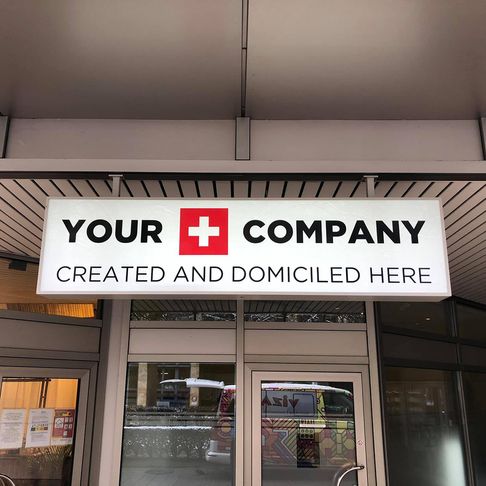 YOUR COMPANY
CREATED AND DOMICILED HERE